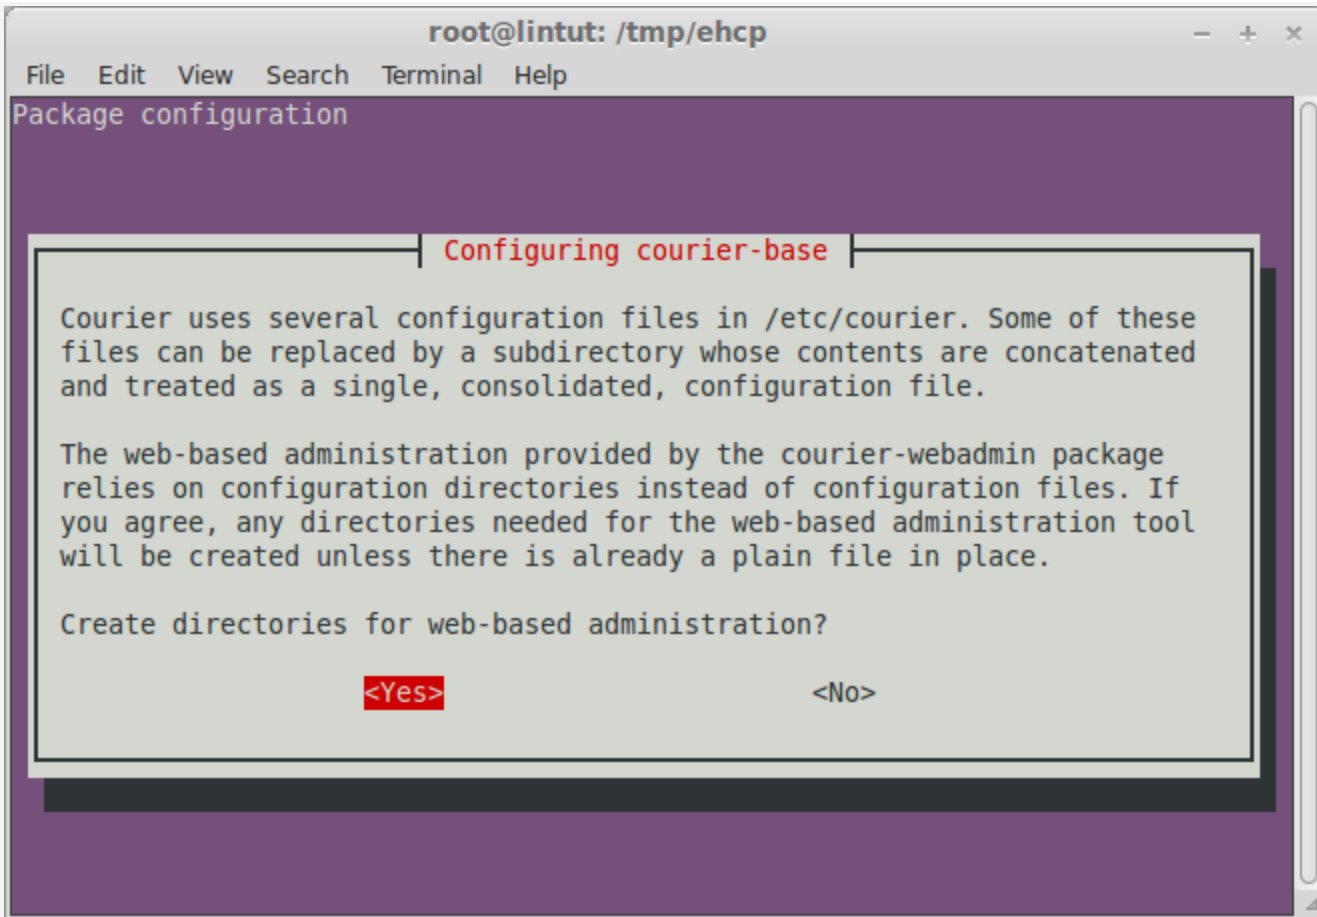 root@lintut: /tmp/ehcp
File Edit View Search Terminal Help
Package configuration
Configuring courier-base
Courier uses several configuration files in /etc/courier. Some of these
files can be replaced by a subdirectory whose contents are concatenated
and treated as a single, consolidated, configuration file.
The web-based administration provided by the courier-webadmin package
relies on configuration directories instead of configuration files. If
you agree, any directories needed for the web-based administration tool
will be created unless there is already a plain file in place.
Create directories for web-based administration?
<Yes> <No>